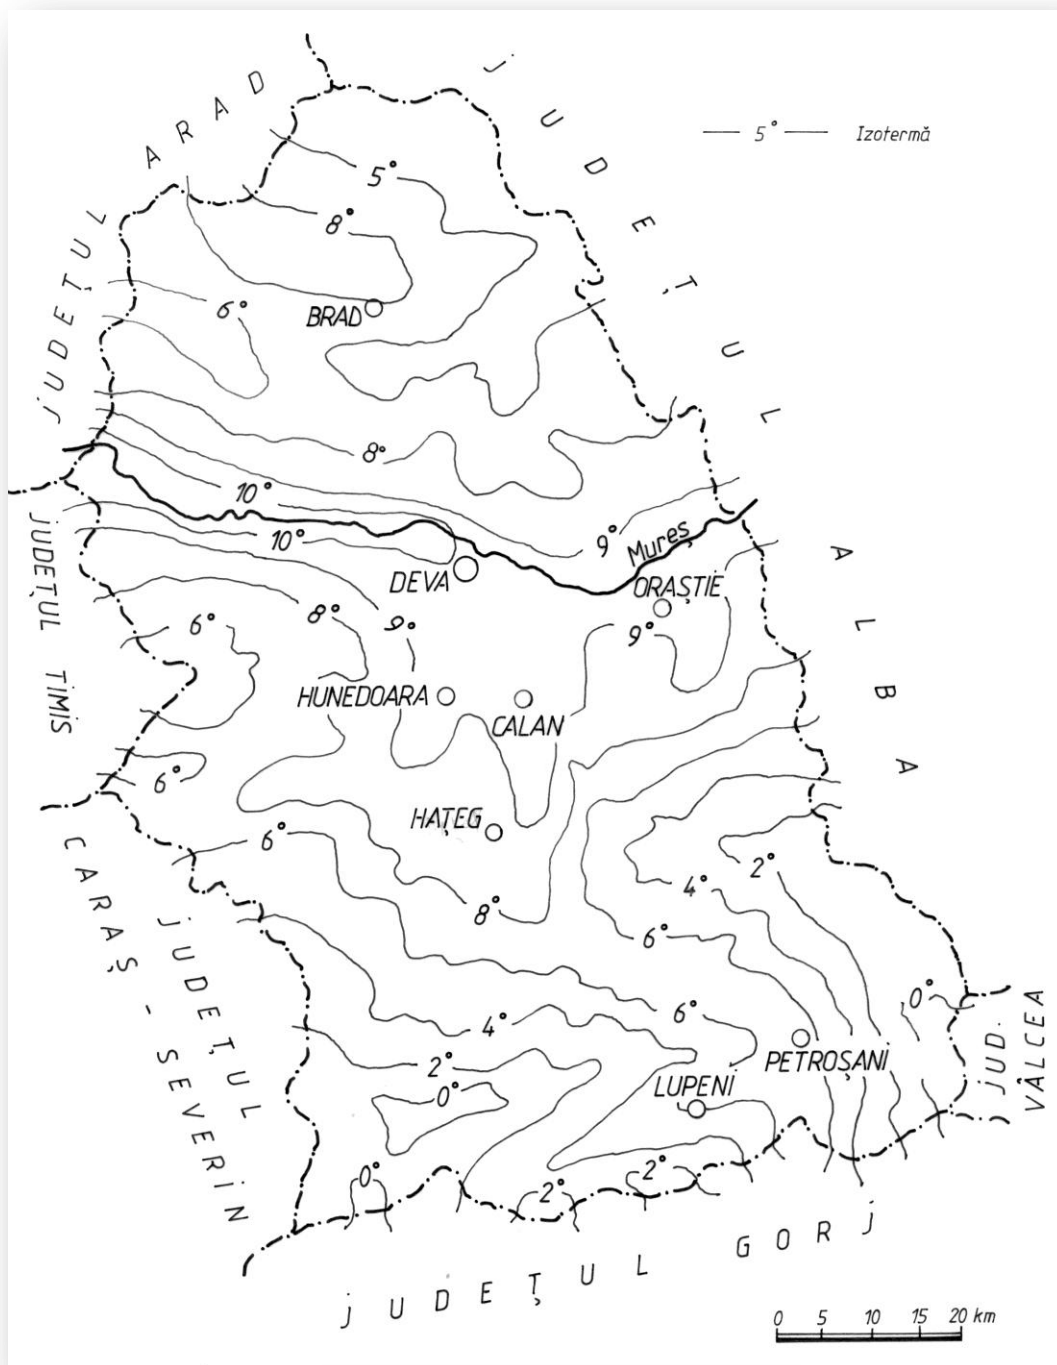 JUDEȚUL ARAD
JUDEȚUL ALBA
5° Izotermă
5°
8°
6°
BRAD
8°
10°
9°
Mureș
10°
DEVA
ORAȘTIE
JUDEȚUL TIMIS
6°
8°
9°
9°
HUNEDOARA
CALAN
6°
HAȚEG
6°
2°
4°
8°
6°
CARAȘ - SEVERIN
JUDEȚUL
0°
6°
4°
JUD. VÂLCEA
PETROȘANI
2°
LUPENI
0°
0°
2°
2°
JUDEȚUL GORJ
0 5 10 15 20 km